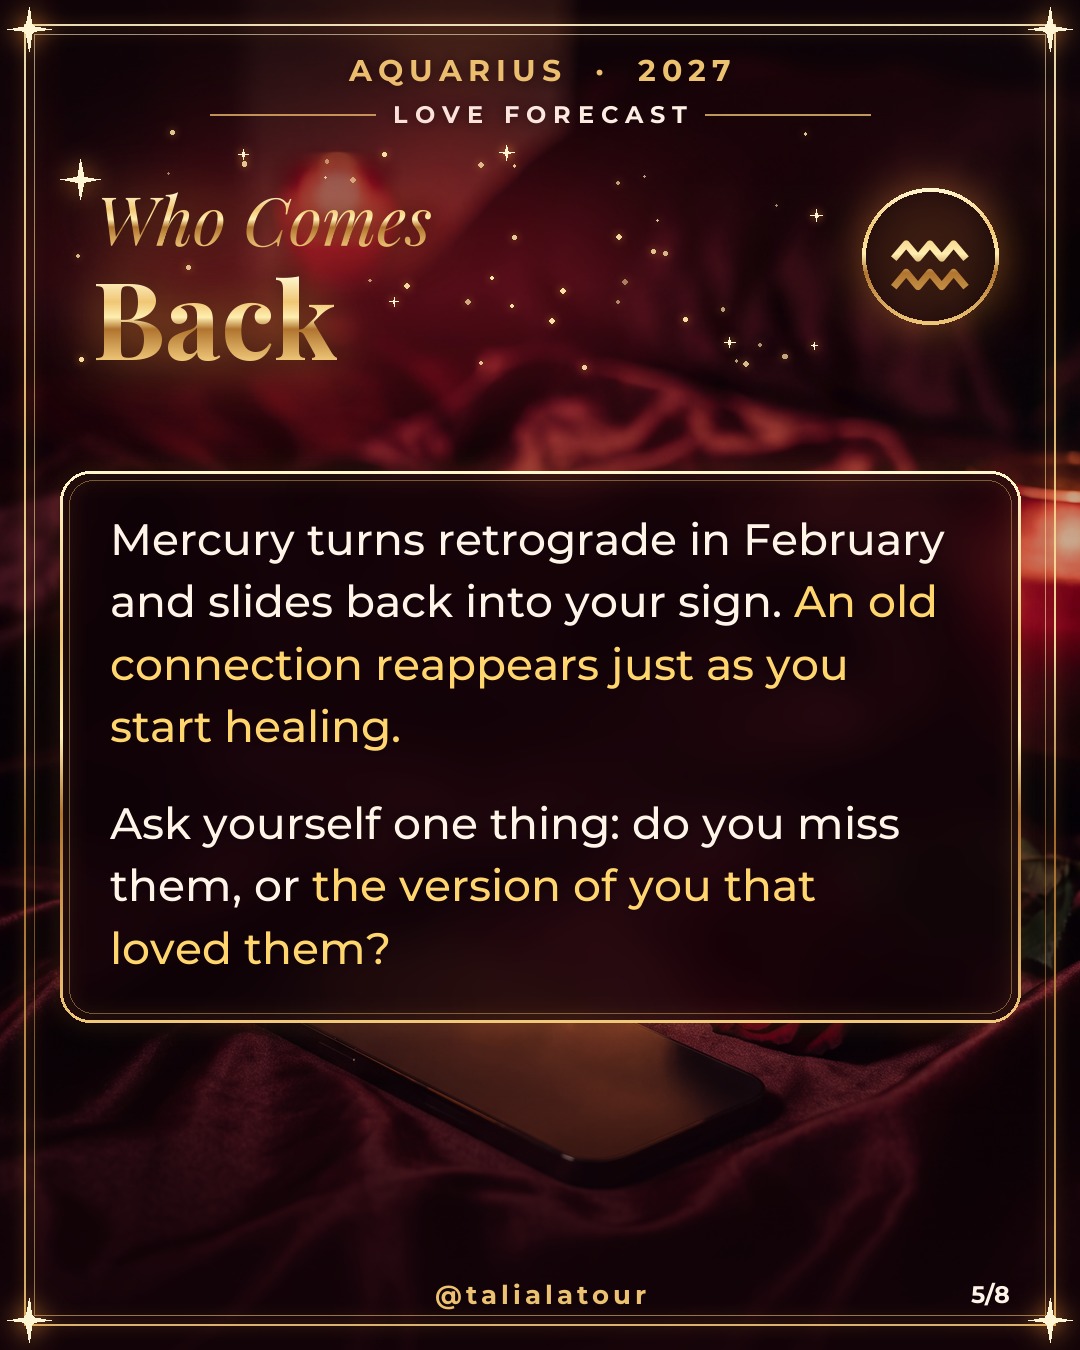 AQUARIUS · 2027
LOVE FORECAST
Who Comes
Back
Mercury turns retrograde in February
and slides back into your sign. An old
connection reappears just as you
start healing.
Ask yourself one thing: do you miss
them, or the version of you that
loved them?
@talialatour
5/8